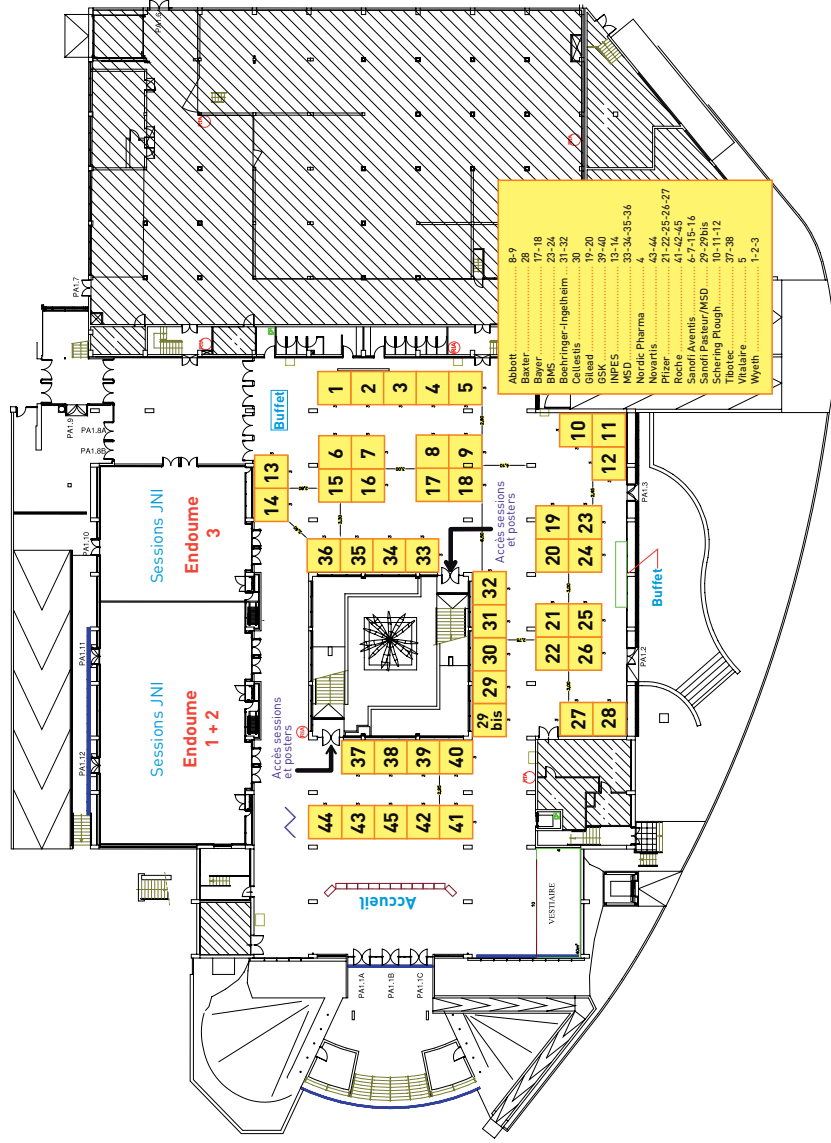 PA1.6
PA1.7
PA1.9
PA1.8A
PA1.8B
PA1.10
PA1.11
PA1.12
Sessions JNI
Endoume
3
Sessions JNI
Endoume
1 + 2
Buffet
1
2
3
4
5
6
7
15
16
8
9
17
18
13
14
10
11
12
36
35
34
33
Accès sessions
et posters
32
31
30
29
29
bis
19
23
20
24
21
25
22
26
27
28
Buffet
PA1.3
PA1.2
Accès sessions
et posters
37
38
39
40
44
43
45
42
41
Accueil
VESTIAIRE
PA1.1A
PA1.1B
PA1.1C
Abbott 8-9
Baxter 28
Bayer 17-18
BMS 23-24
Boehringer-Ingelheim 31-32
Cellestis 30
Gilead 19-20
GSK 39-40
INPES 13-14
MSD 33-34-35-36
Nordic Pharma 4
Novartis 43-44
Pfizer 21-22-25-26-27
Roche 41-42-45
Sanofi Aventis 6-7-15-16
Sanofi Pasteur/MSD 29-29bis
Schering Plough 10-11-12
Tibotec 37-38
Vitalaire 5
Wyeth 1-2-3